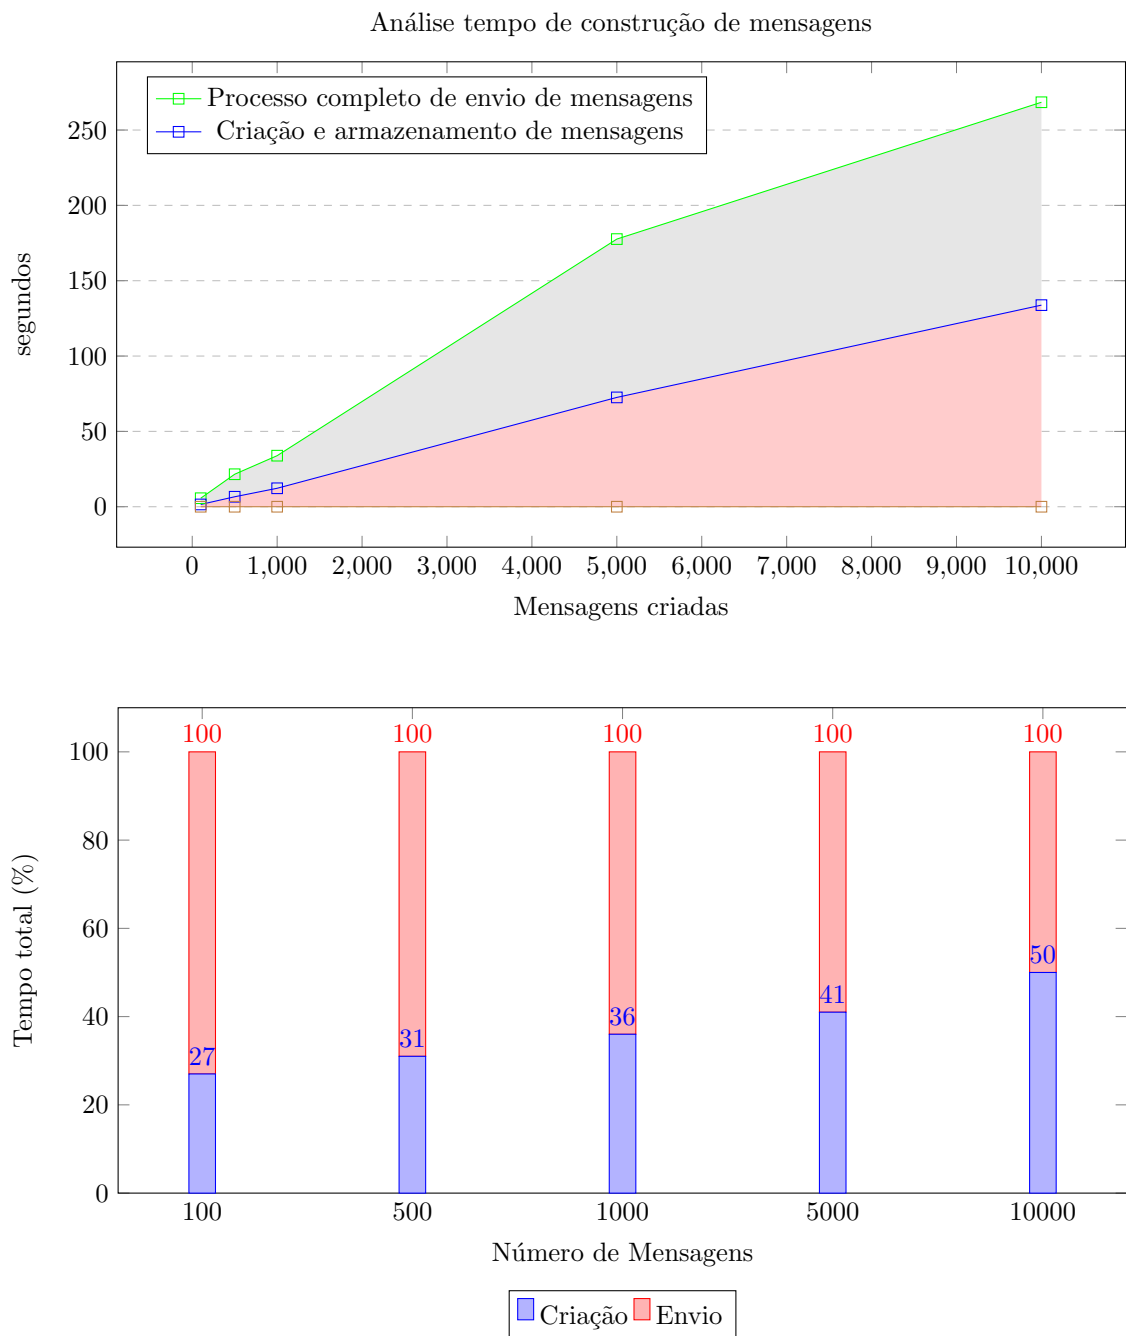 Análise tempo de construção de mensagens
Processo completo de envio de mensagens
Criação e armazenamento de mensagens
250
200
150
100
50
0
segundos
0 1,000 2,000 3,000 4,000 5,000 6,000 7,000 8,000 9,000 10,000
Mensagens criadas
100 100 100 100 100
100
80
60
40
20
0
Tempo total (%)
27 31 36 41 50
100 500 1000 5000 10000
Número de Mensagens
Criação Envio